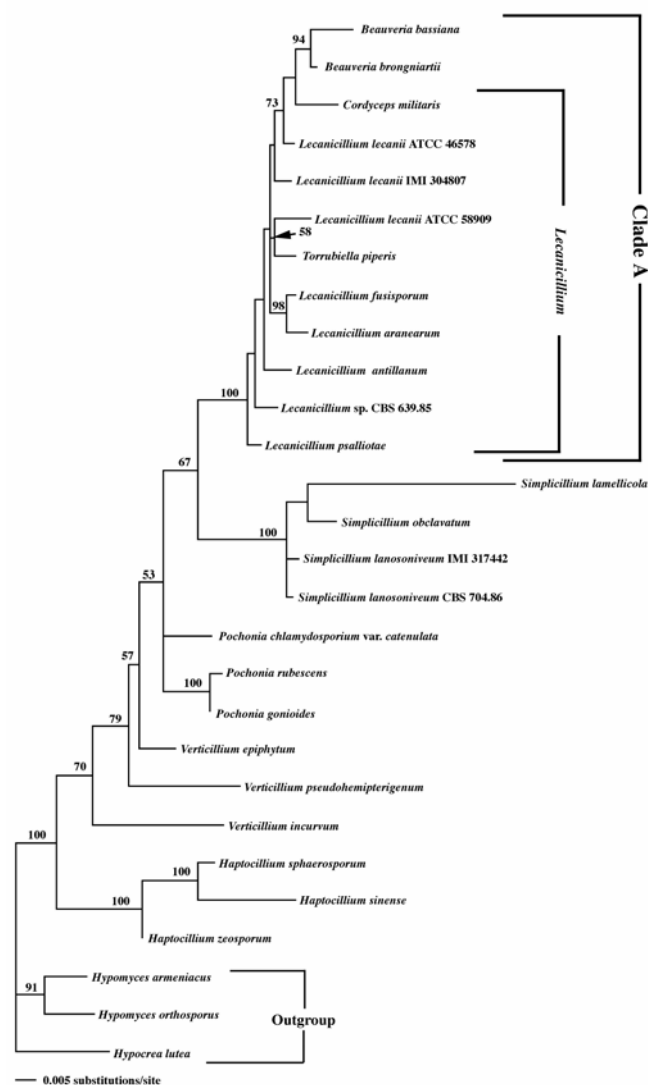 Beauveria bassiana
94
Beauveria brongniartii
Cordyceps militaris
73
Lecanicillium lecanii ATCC 46578
Lecanicillium lecanii IMI 304807
Lecanicillium lecanii ATCC 58909
58
Torrubiella piperis
Lecanicillium fusisporum
98
Lecanicillium aranearum
Lecanicillium antillanum
100
Lecanicillium sp. CBS 639.85
Lecanicillium psalliotae
Lecanicillium
Clade A
67
Simplicillium lamellicola
Simplicillium obclavatum
100
Simplicillium lanosoniveum IMI 317442
Simplicillium lanosoniveum CBS 704.86
53
Pochonia chlamydosporium var. catenulata
57
Pochonia rubescens
100
Pochonia gonioides
79
Verticillium epiphytum
70
Verticillium pseudohemipterigenum
Verticillium incurvum
100
Haptocillium sphaerosporum
100
Haptocillium sinense
100
Haptocillium zeosporum
Hypomyces armeniacus
91
Hypomyces orthosporus
Outgroup
Hypocrea lutea
0.005 substitutions/site